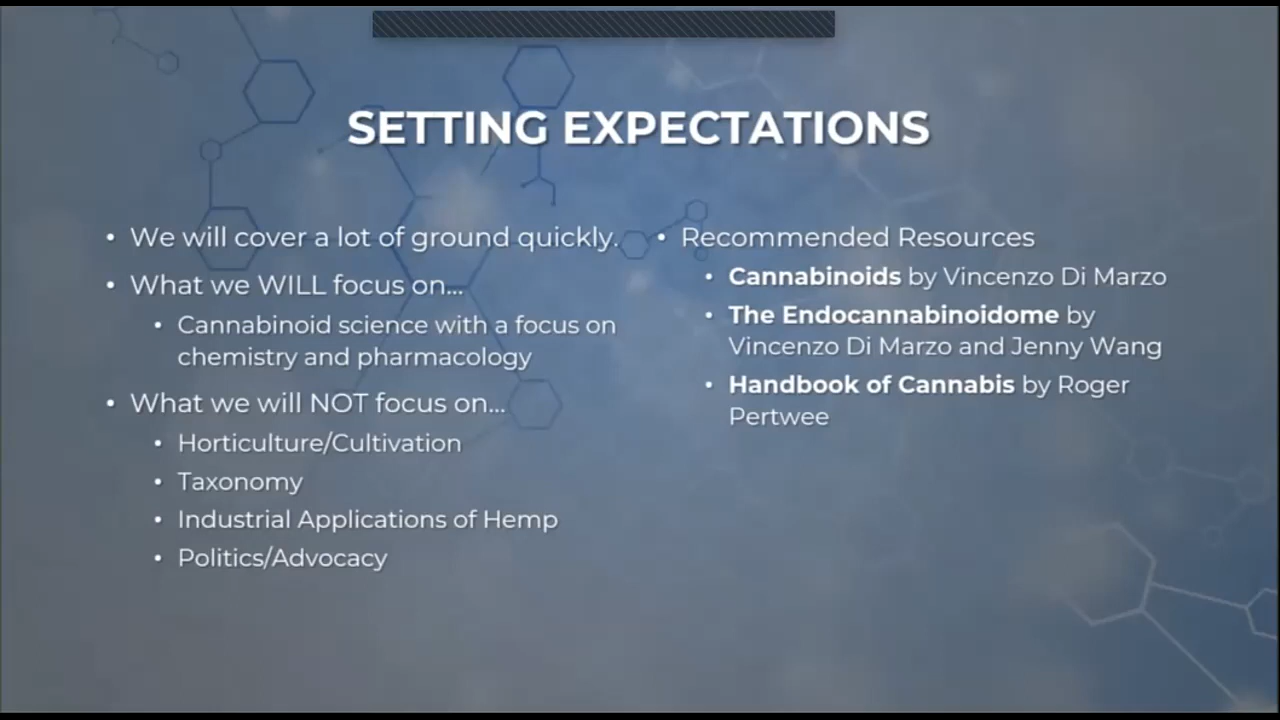 SETTING EXPECTATIONS
• We will cover a lot of ground quickly.
• What we WILL focus on...
• Cannabinoid science with a focus on
chemistry and pharmacology
• What we will NOT focus on...
• Horticulture/Cultivation
• Taxonomy
• Industrial Applications of Hemp
• Politics/Advocacy
• Recommended Resources
• Cannabinoids by Vincenzo Di Marzo
• The Endocannabinoidome by
Vincenzo Di Marzo and Jenny Wang
• Handbook of Cannabis by Roger
Pertwee